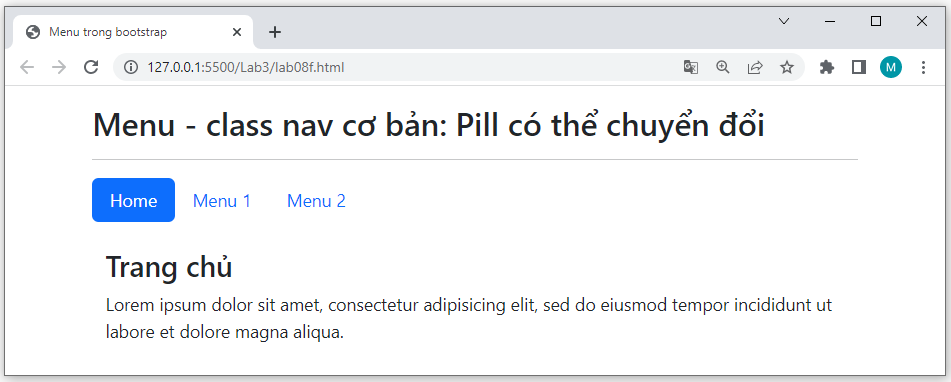 Menu trong bootstrap
127.0.0.1:5500/Lab3/lab08f.html
M
Menu - class nav cơ bản: Pill có thể chuyển đổi
Home Menu 1 Menu 2
Trang chủ
Lorem ipsum dolor sit amet, consectetur adipisicing elit, sed do eiusmod tempor incididunt ut
labore et dolore magna aliqua.